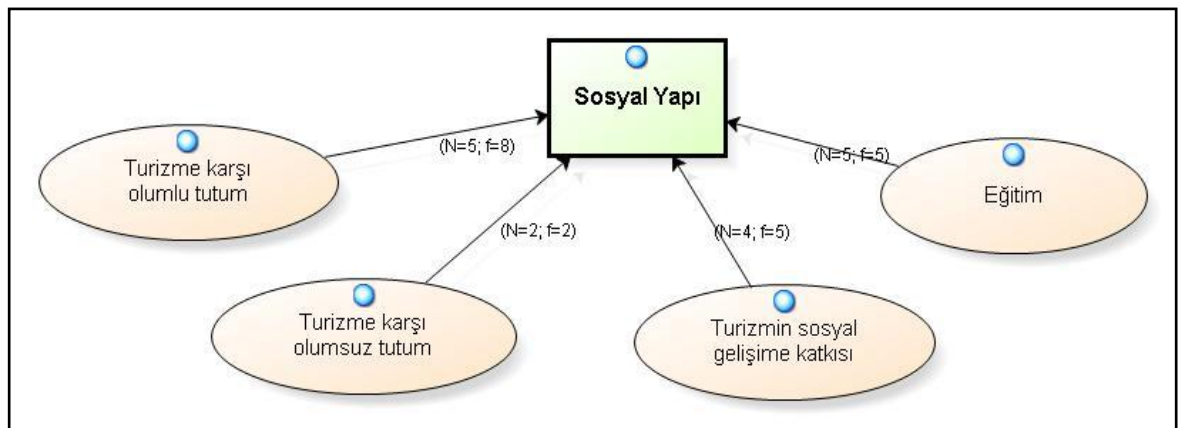 Sosyal Yapı
(N=5; f=8)
(N=5; f=5)
Turizme karşı
olumlu tutum
Eğitim
(N=2; f=2)
(N=4; f=5)
Turizme karşı
olumsuz tutum
Turizmin sosyal
gelişime katkısı